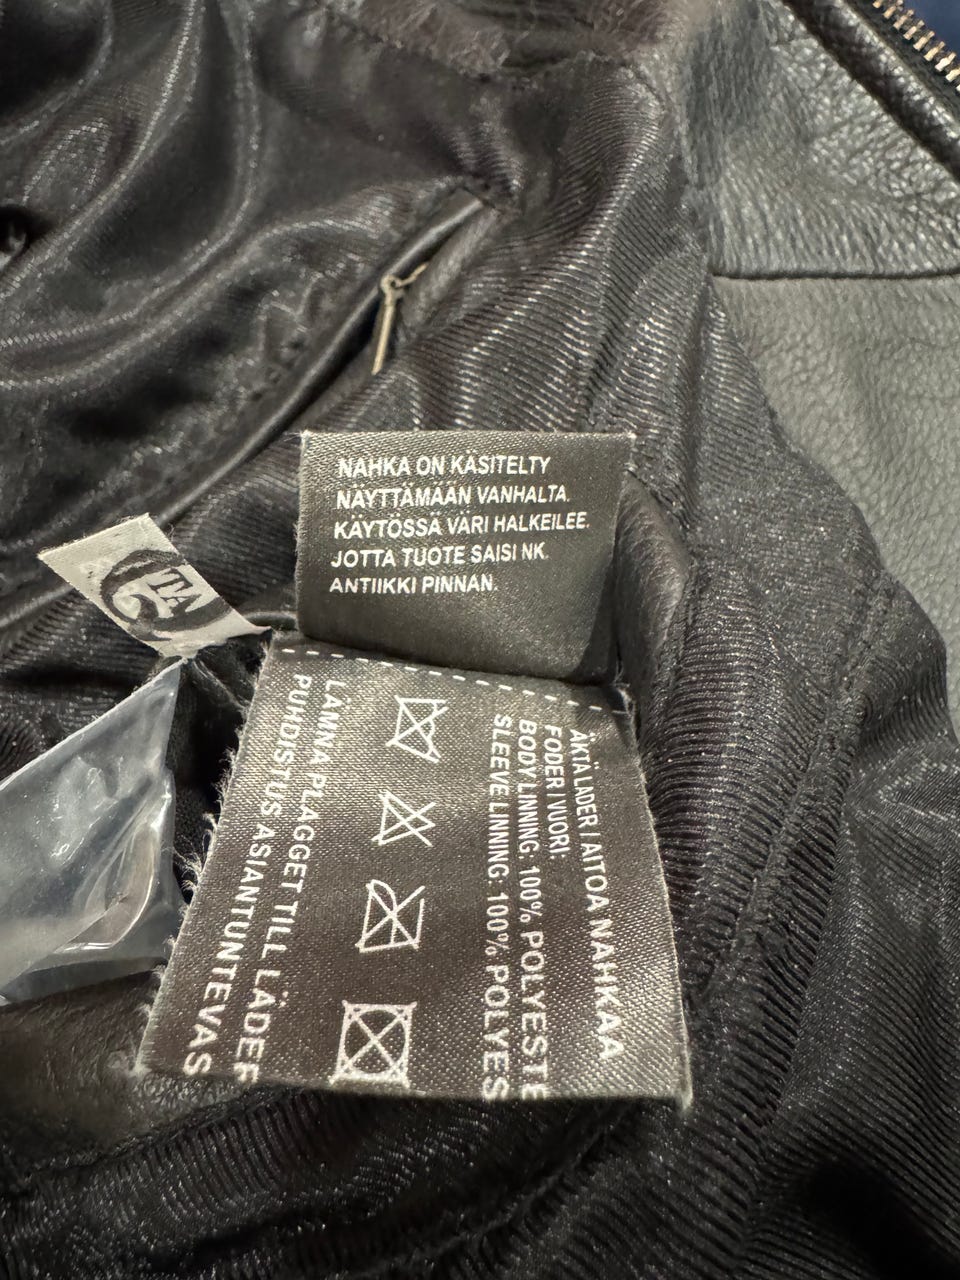 NAHKA ON KÄSITELTY
NÄYTTÄMÄÄN VANHALTA.
KÄYTÖSSÄ VÄRI HALKEILEE.
JOTTA TUOTE SAISI NK.
ANTIIKKI PINNAN.
ÄKTA LÄDER / AITOA NAHKAA
FODER / VUORI:
BODY LINNING: 100% POLYESTE
SLEEVE LINNING: 100% POLYES
LÄMNA PLAGGET TILL LÄDER
PUHDISTUS ASIANTUNTEVAS